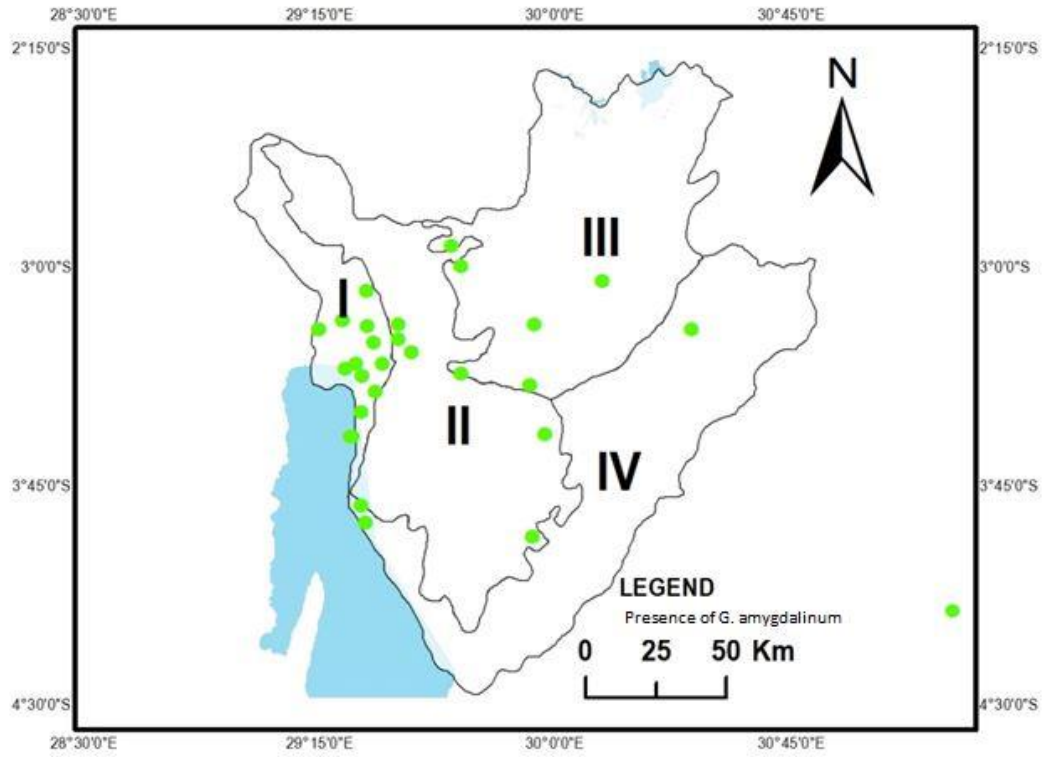 28°30'0"E 29°15'0"E 30°0'0"E 30°45'0"E
2°15'0"S 2°15'0"S
N
III
3°0'0"S 3°0'0"S
I
II
IV
3°45'0"S 3°45'0"S
LEGEND
Presence of G. amygdalinum
0 25 50 Km
4°30'0"S 4°30'0"S
28°30'0"E 29°15'0"E 30°0'0"E 30°45'0"E